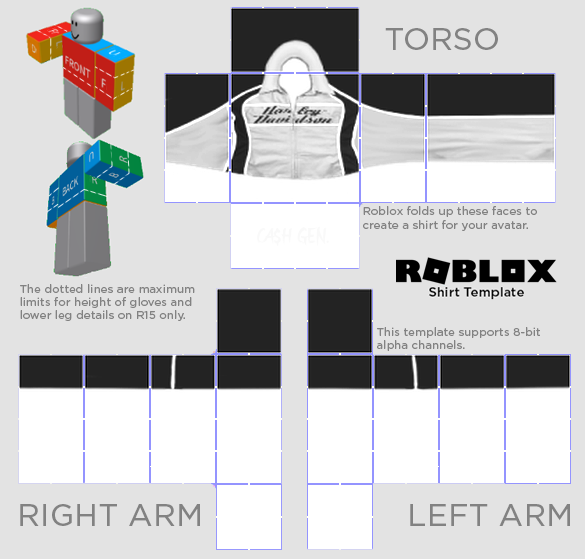 TORSO
FRONT
F
L
U
R
D
Harley
Davidson
BACK
U
R
B
R
Roblox folds up these faces to
create a shirt for your avatar.
CASH GEN
ROBLOX
Shirt Template
The dotted lines are maximum
limits for height of gloves and
lower leg details on R15 only.
This template supports 8-bit
alpha channels.
RIGHT ARM
LEFT ARM